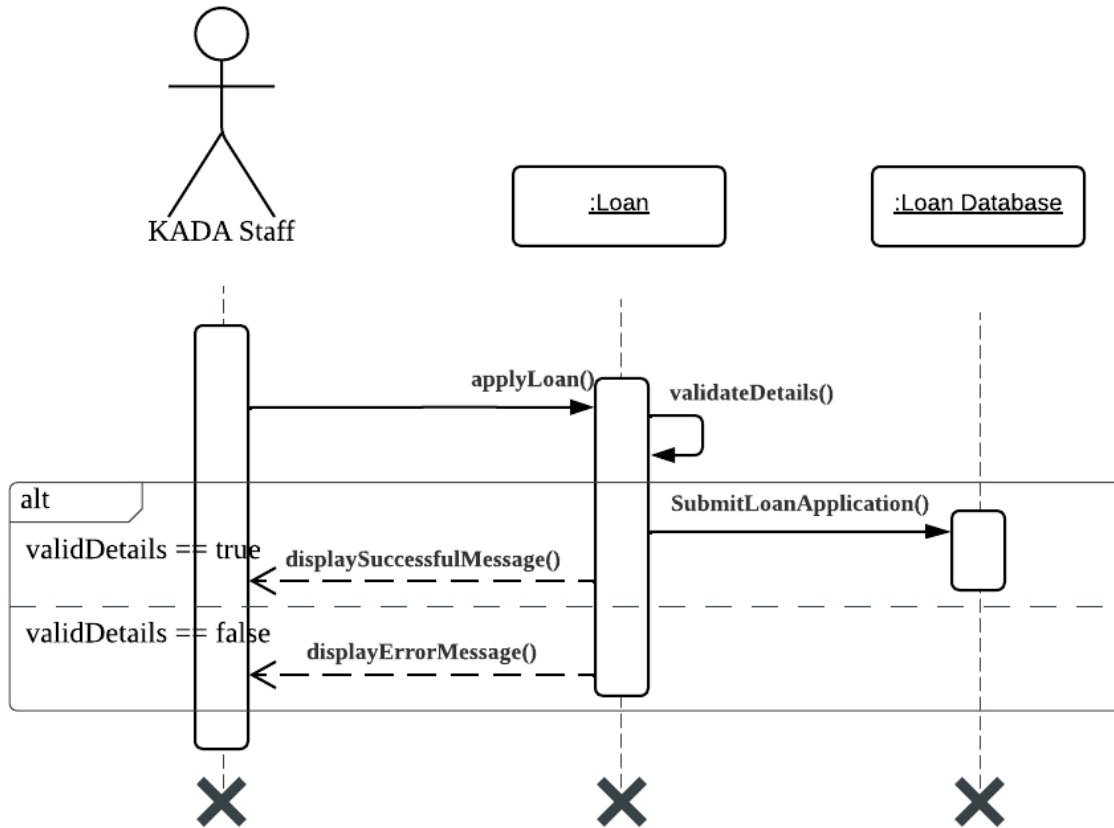 KADA Staff
:Loan
:Loan Database
applyLoan()
validateDetails()
alt
SubmitLoanApplication()
validDetails == true
displaySuccessfulMessage()
validDetails == false
displayErrorMessage()